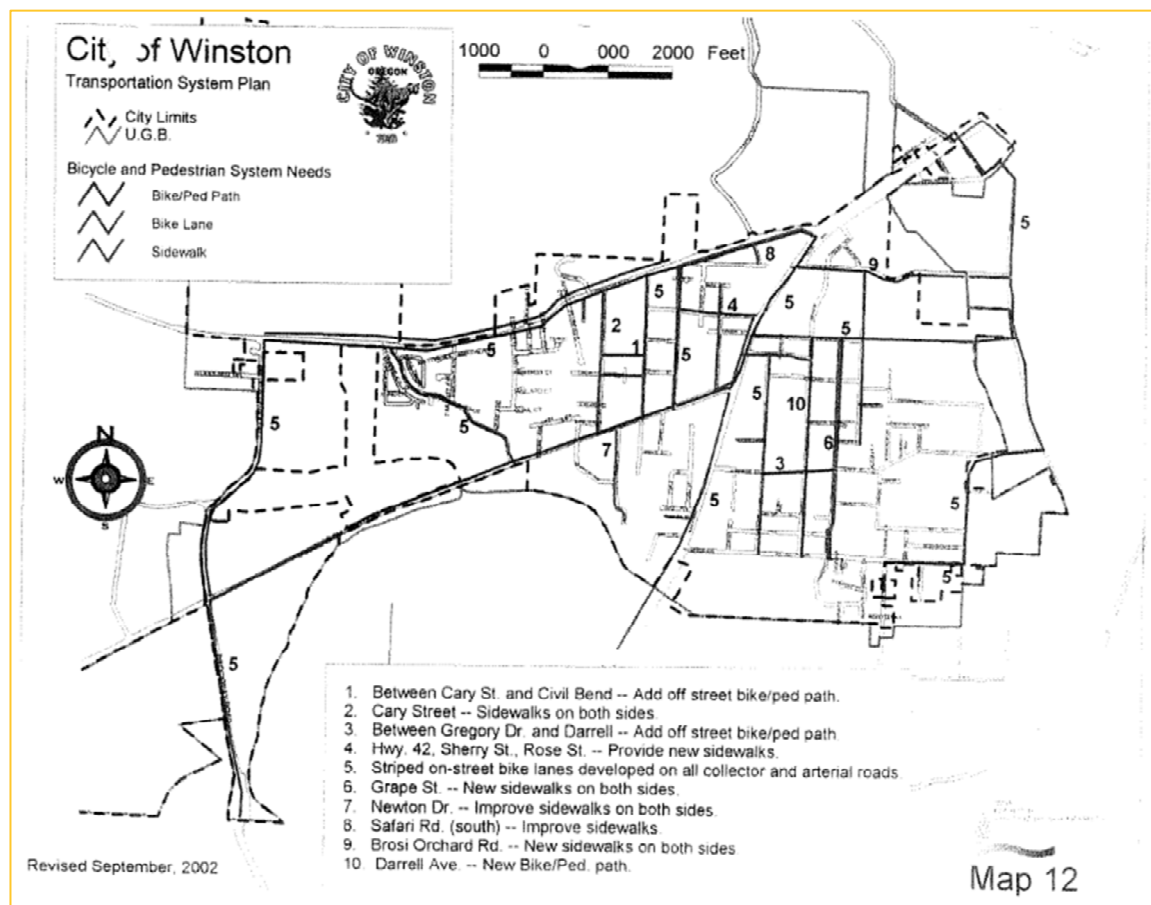 Cit, of Winston
Transportation System Plan
City Limits
U.G.B.
Bicycle and Pedestrian System Needs
Bike/Ped Path
Bike Lane
Sidewalk
CITY OF WINSTON
OREGON
1000 0 000 2000 Feet
5
8
9
5
4
5
2
5
1
5
5
5
10
5
7
6
3
5
5
5
5
5
N
W
E
S
1. Between Cary St. and Civil Bend -- Add off street bike/ped path.
2. Cary Street -- Sidewalks on both sides.
3. Between Gregory Dr. and Darrell -- Add off street bike/ped path
4. Hwy. 42, Sherry St., Rose St. -- Provide new sidewalks.
5. Striped on-street bike lanes developed on all collector and arterial roads.
6. Grape St. -- New sidewalks on both sides.
7. Newton Dr. -- Improve sidewalks on both sides.
8. Safari Rd. (south) -- Improve sidewalks.
9. Brosi Orchard Rd. -- New sidewalks on both sides
10. Darrell Ave. -- New Bike/Ped. path.
Revised September, 2002
Map 12